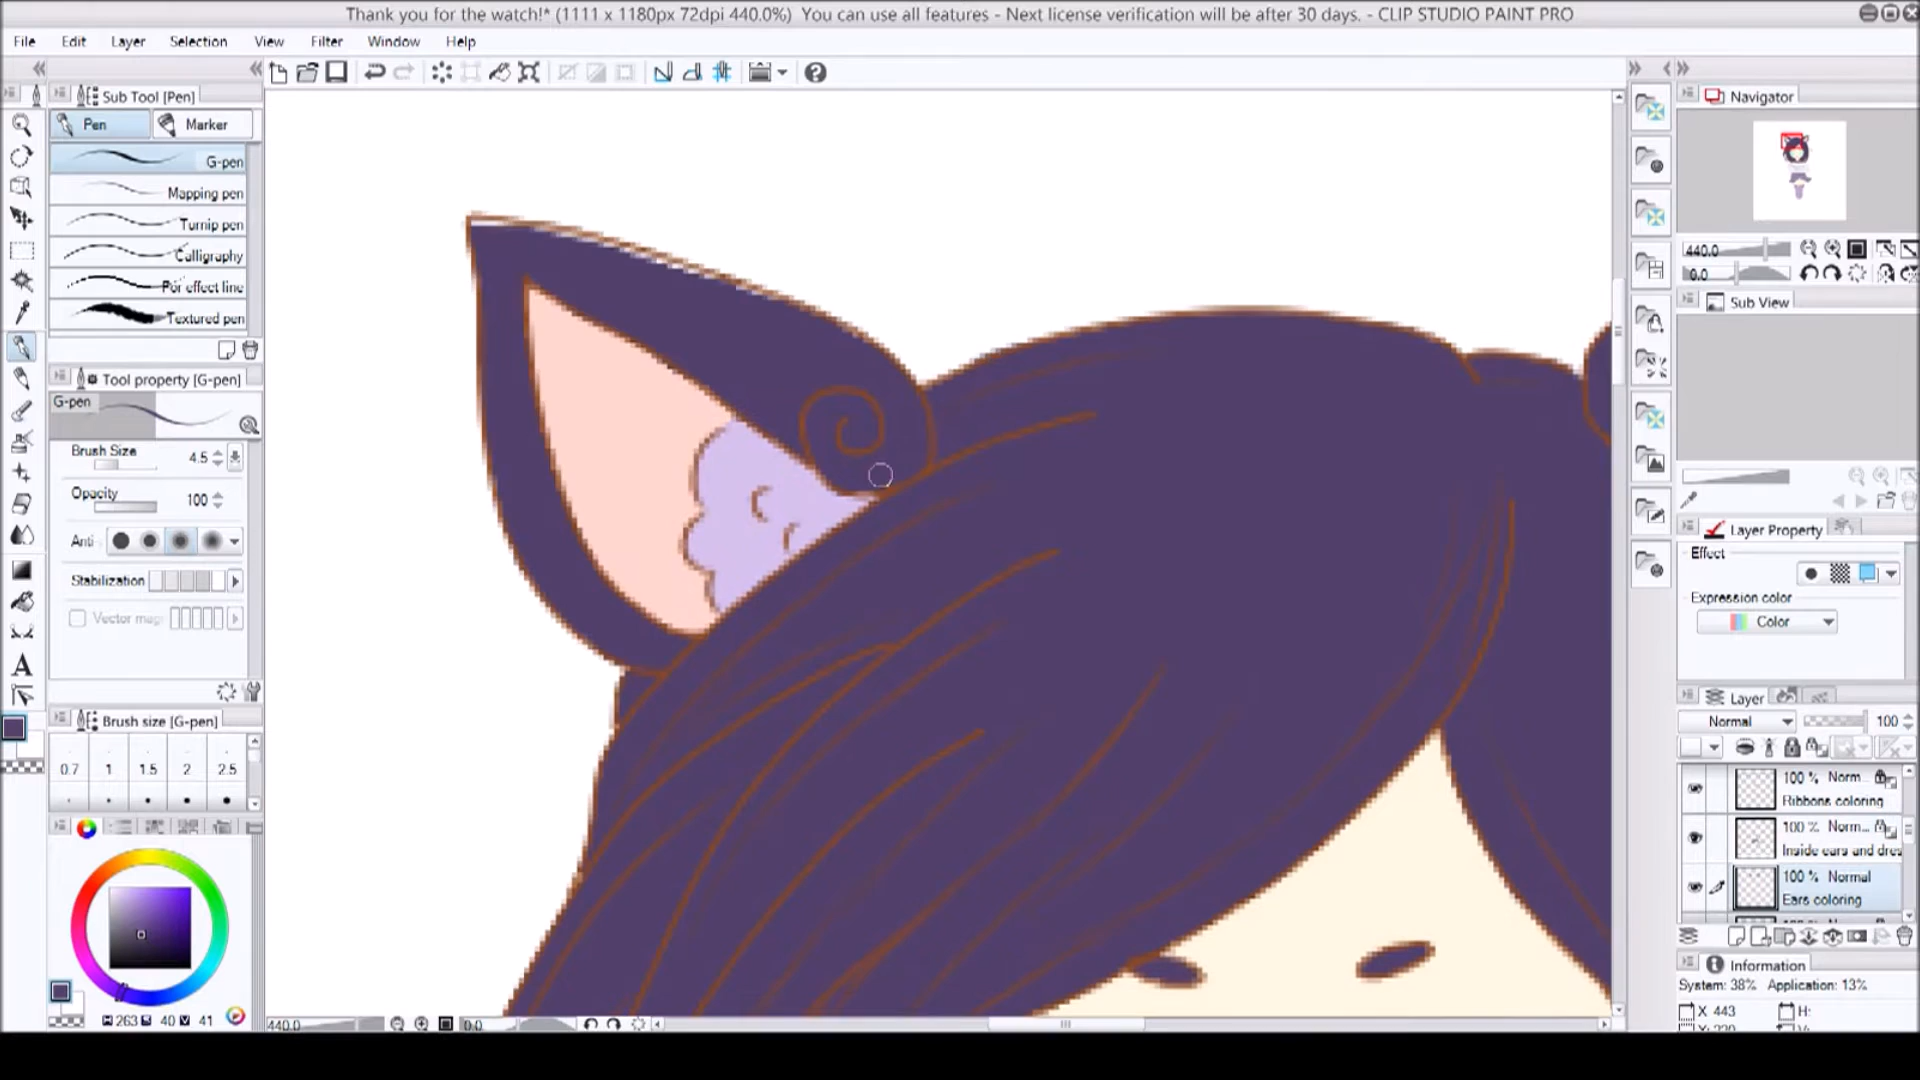 Thank you for the watch!* (1111 x 1180px 72dpi 440.0%)  You can use all features - Next license verification will be after 30 days. - CLIP STUDIO PAINT PRO
File Edit Layer Selection View Filter Window Help
Sub Tool [Pen]
Pen Marker
G-pen
Mapping pen
Turnip pen
Calligraphy
For effect line
Textured pen
Tool property [G-pen]
G-pen
Brush Size 4.5
Opacity 100
Anti
Stabilization
Vector mag
Brush size [G-pen]
0.7 1 1.5 2 2.5
H 263 S 40 V 41
440.0 0.0
Navigator
440.0
0.0
Sub View
Layer Property
Effect
Expression color
Color
Layer
Normal 100
100 % Norm...
Ribbons coloring
100 % Norm...
Inside ears and dres
100 % Normal
Ears coloring
Information
System: 38% Application: 13%
X 443 H: